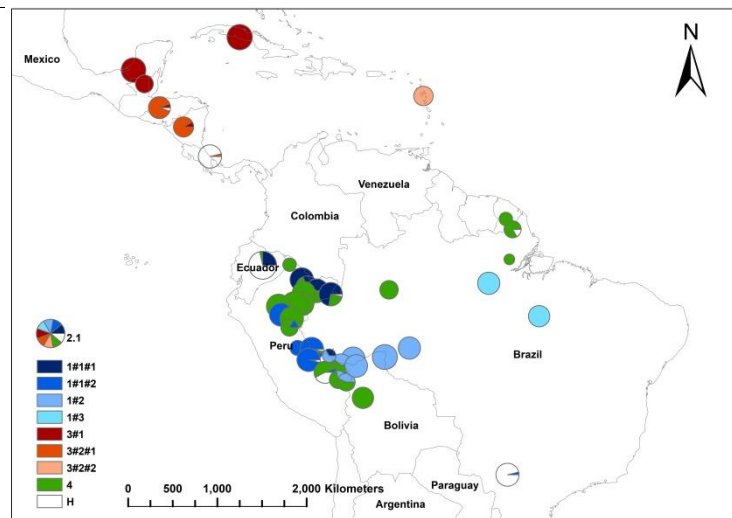 N
Mexico
Venezuela
Colombia
Ecuador
Peru
Brazil
Bolivia
Paraguay
Argentina
2.1
1#1#1
1#1#2
1#2
1#3
3#1
3#2#1
3#2#2
4
H
0 500 1,000 2,000 Kilometers